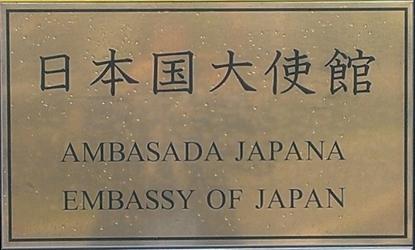 日本国大使館
AMBASADA JAPANA
EMBASSY OF JAPAN